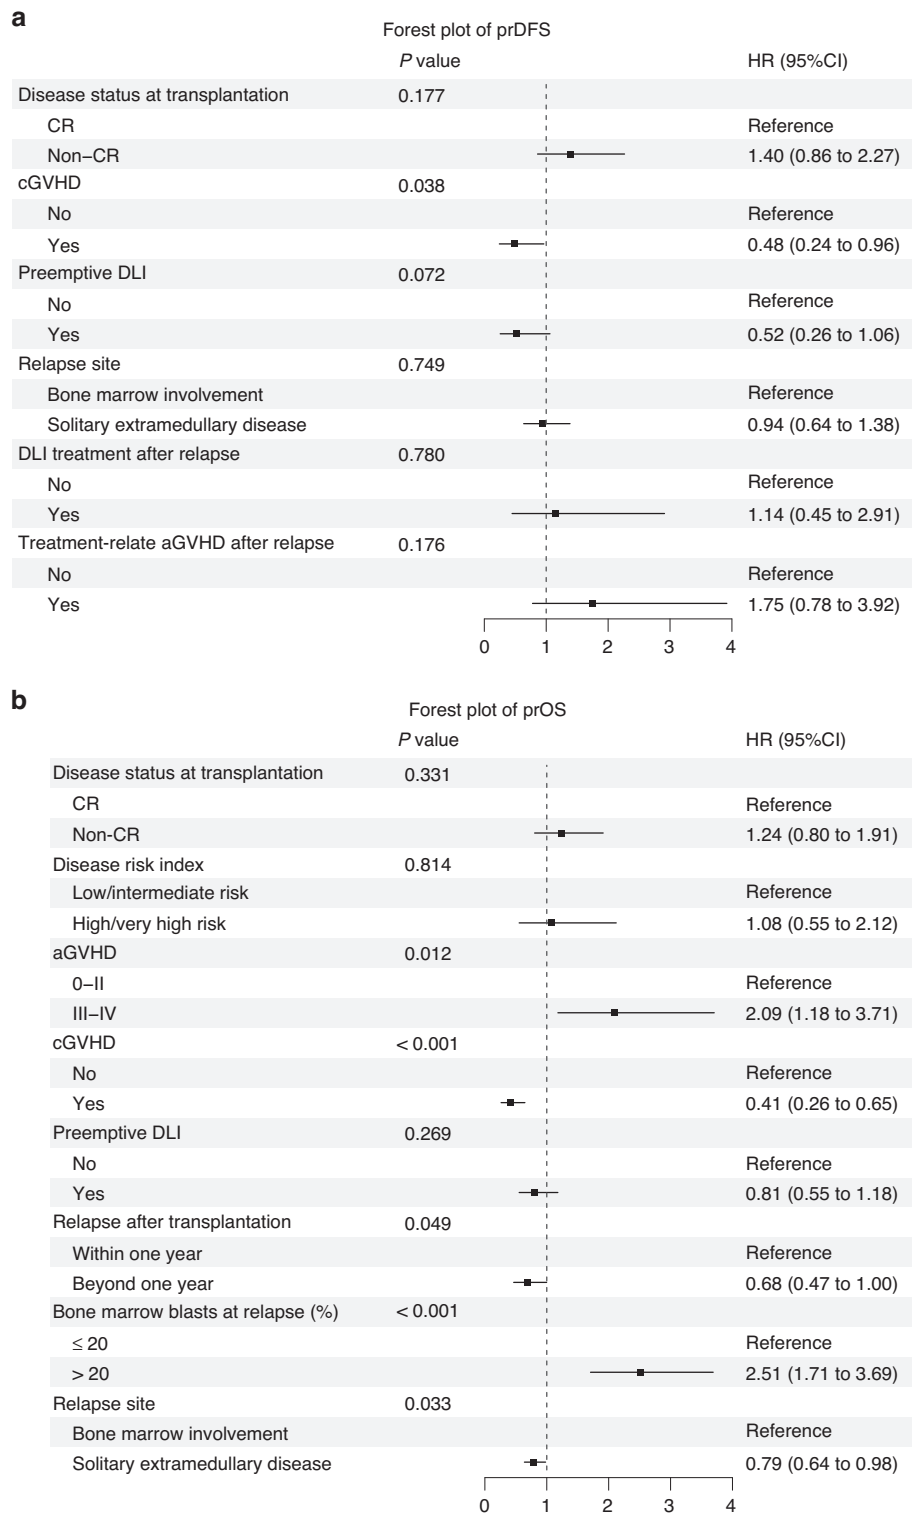 a
Forest plot of prDFS
P value HR (95%CI)
Disease status at transplantation 0.177
CR Reference
Non−CR 1.40 (0.86 to 2.27)
cGVHD 0.038
No Reference
Yes 0.48 (0.24 to 0.96)
Preemptive DLI 0.072
No Reference
Yes 0.52 (0.26 to 1.06)
Relapse site 0.749
Bone marrow involvement Reference
Solitary extramedullary disease 0.94 (0.64 to 1.38)
DLI treatment after relapse 0.780
No Reference
Yes 1.14 (0.45 to 2.91)
Treatment-relate aGVHD after relapse 0.176
No Reference
Yes 1.75 (0.78 to 3.92)
0 1 2 3 4
b
Forest plot of prOS
P value HR (95%CI)
Disease status at transplantation 0.331
CR Reference
Non-CR 1.24 (0.80 to 1.91)
Disease risk index 0.814
Low/intermediate risk Reference
High/very high risk 1.08 (0.55 to 2.12)
aGVHD 0.012
0−II Reference
III−IV 2.09 (1.18 to 3.71)
cGVHD < 0.001
No Reference
Yes 0.41 (0.26 to 0.65)
Preemptive DLI 0.269
No Reference
Yes 0.81 (0.55 to 1.18)
Relapse after transplantation 0.049
Within one year Reference
Beyond one year 0.68 (0.47 to 1.00)
Bone marrow blasts at relapse (%) < 0.001
≤ 20 Reference
> 20 2.51 (1.71 to 3.69)
Relapse site 0.033
Bone marrow involvement Reference
Solitary extramedullary disease 0.79 (0.64 to 0.98)
0 1 2 3 4